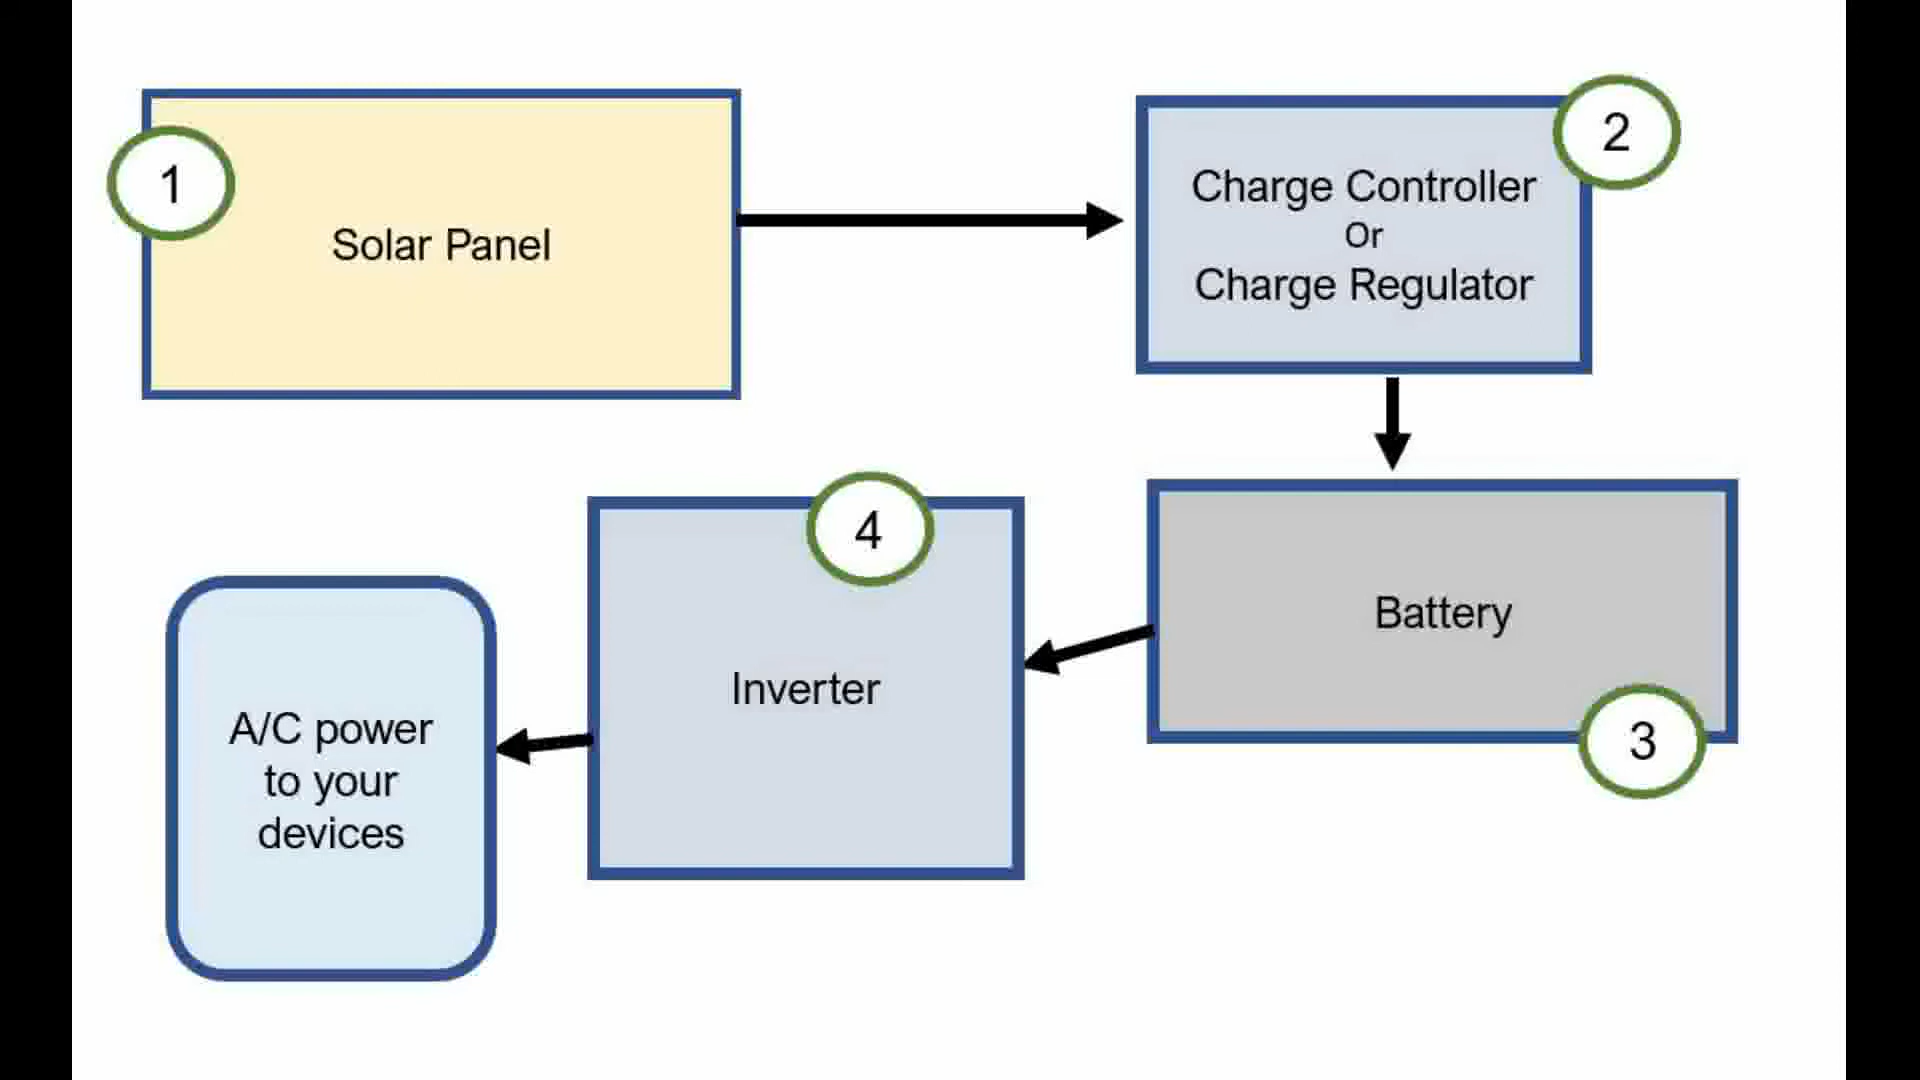 1
Solar Panel
2
Charge Controller
Or
Charge Regulator
3
Battery
4
Inverter
A/C power
to your
devices